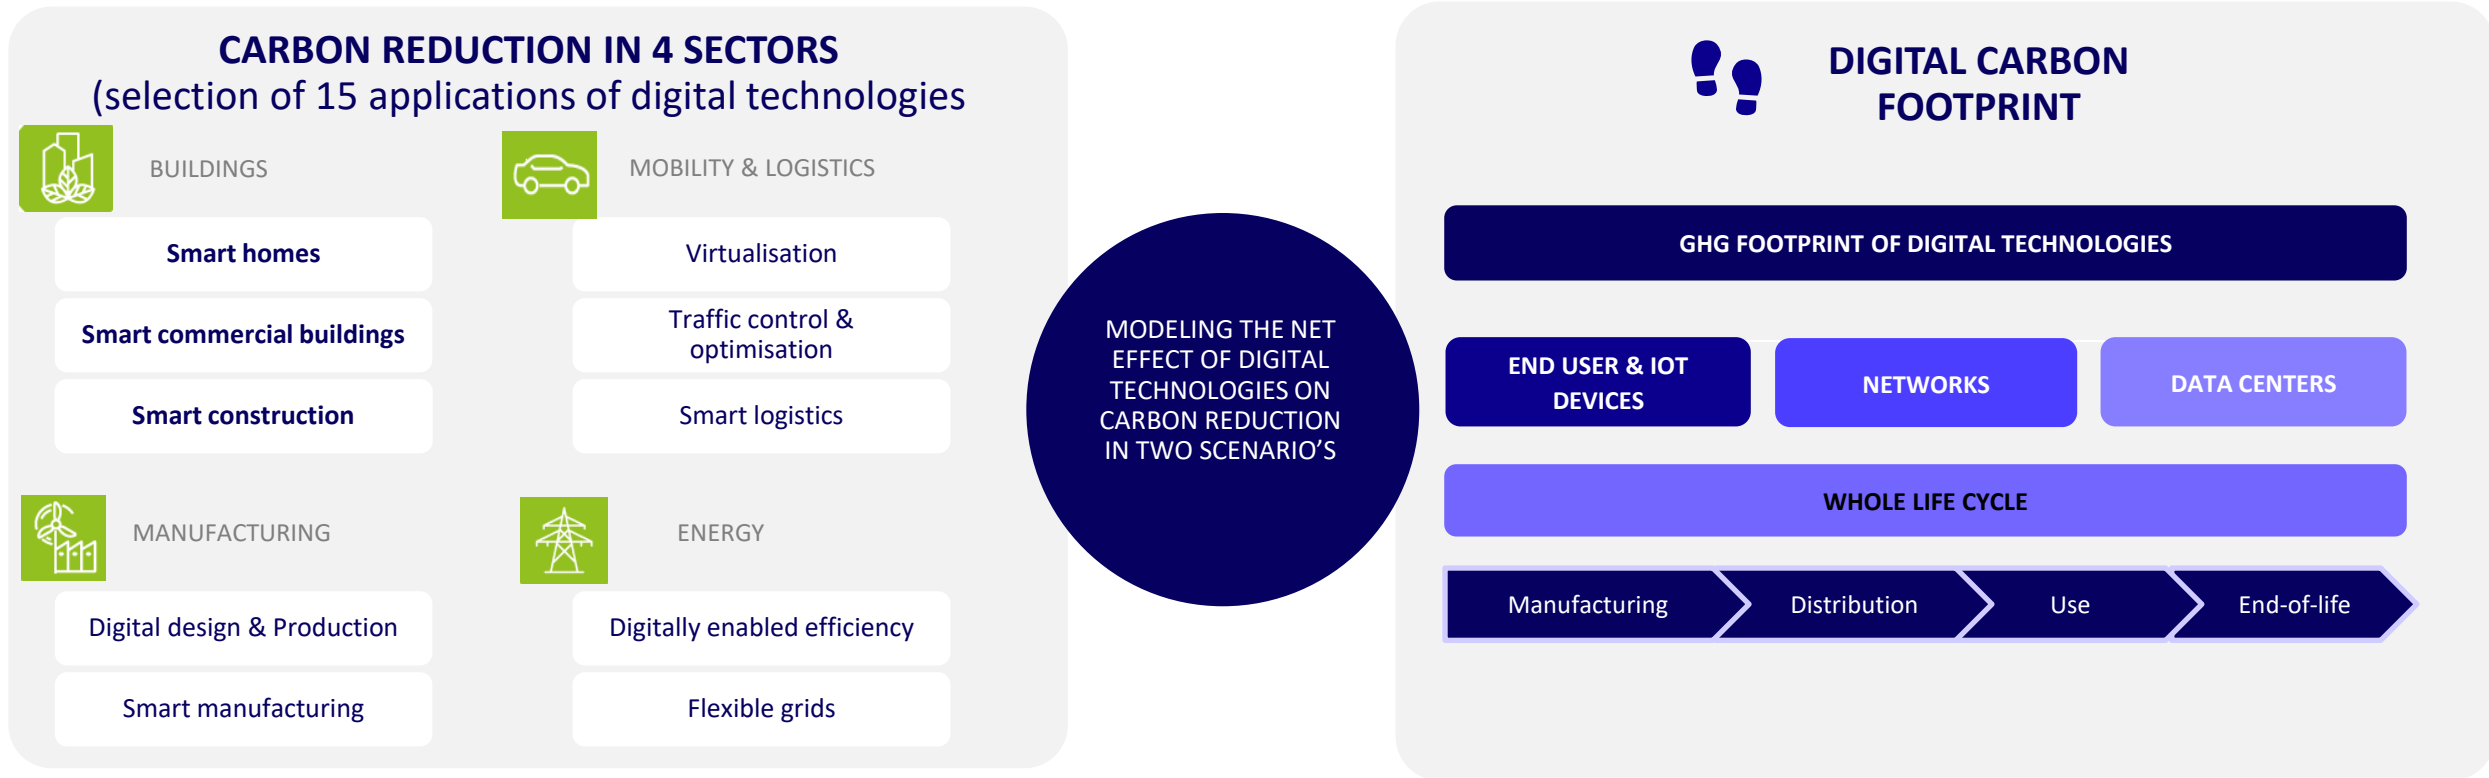 CARBON REDUCTION IN 4 SECTORS
(selection of 15 applications of digital technologies
BUILDINGS
Smart homes
Smart commercial buildings
Smart construction
MOBILITY & LOGISTICS
Virtualisation
Traffic control &
optimisation
Smart logistics
MANUFACTURING
Digital design & Production
Smart manufacturing
ENERGY
Digitally enabled efficiency
Flexible grids
MODELING THE NET
EFFECT OF DIGITAL
TECHNOLOGIES ON
CARBON REDUCTION
IN TWO SCENARIO’S
DIGITAL CARBON
FOOTPRINT
GHG FOOTPRINT OF DIGITAL TECHNOLOGIES
END USER & IOT
DEVICES
NETWORKS
DATA CENTERS
WHOLE LIFE CYCLE
Manufacturing
Distribution
Use
End-of-life